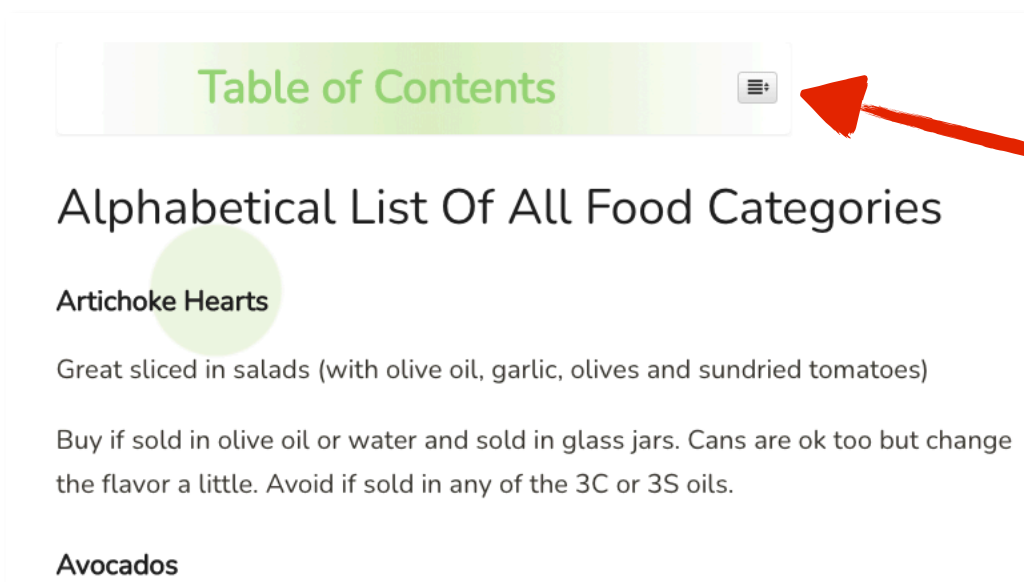 Table of Contents
Alphabetical List Of All Food Categories
Artichoke Hearts
Great sliced in salads (with olive oil, garlic, olives and sundried tomatoes)
Buy if sold in olive oil or water and sold in glass jars. Cans are ok too but change
the flavor a little. Avoid if sold in any of the 3C or 3S oils.
Avocados